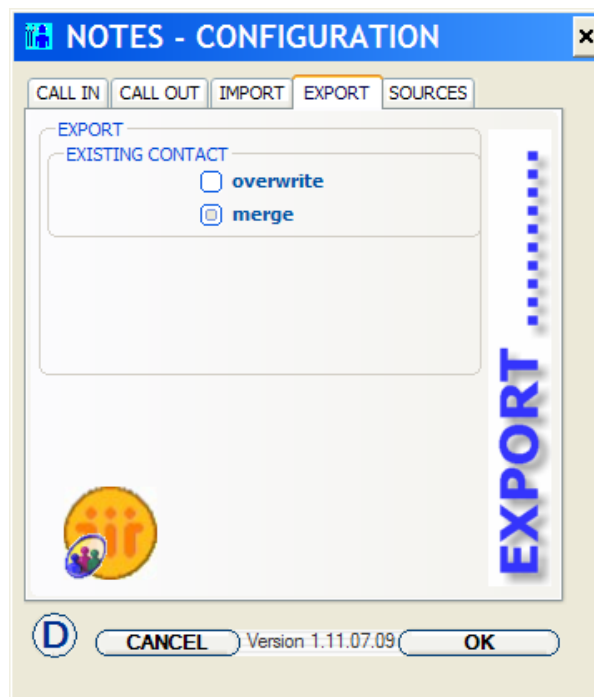 NOTES - CONFIGURATION
CALL IN CALL OUT IMPORT EXPORT SOURCES
EXPORT
EXISTING CONTACT
overwrite
merge
EXPORT ..........
D CANCEL Version 1.11.07.09 OK